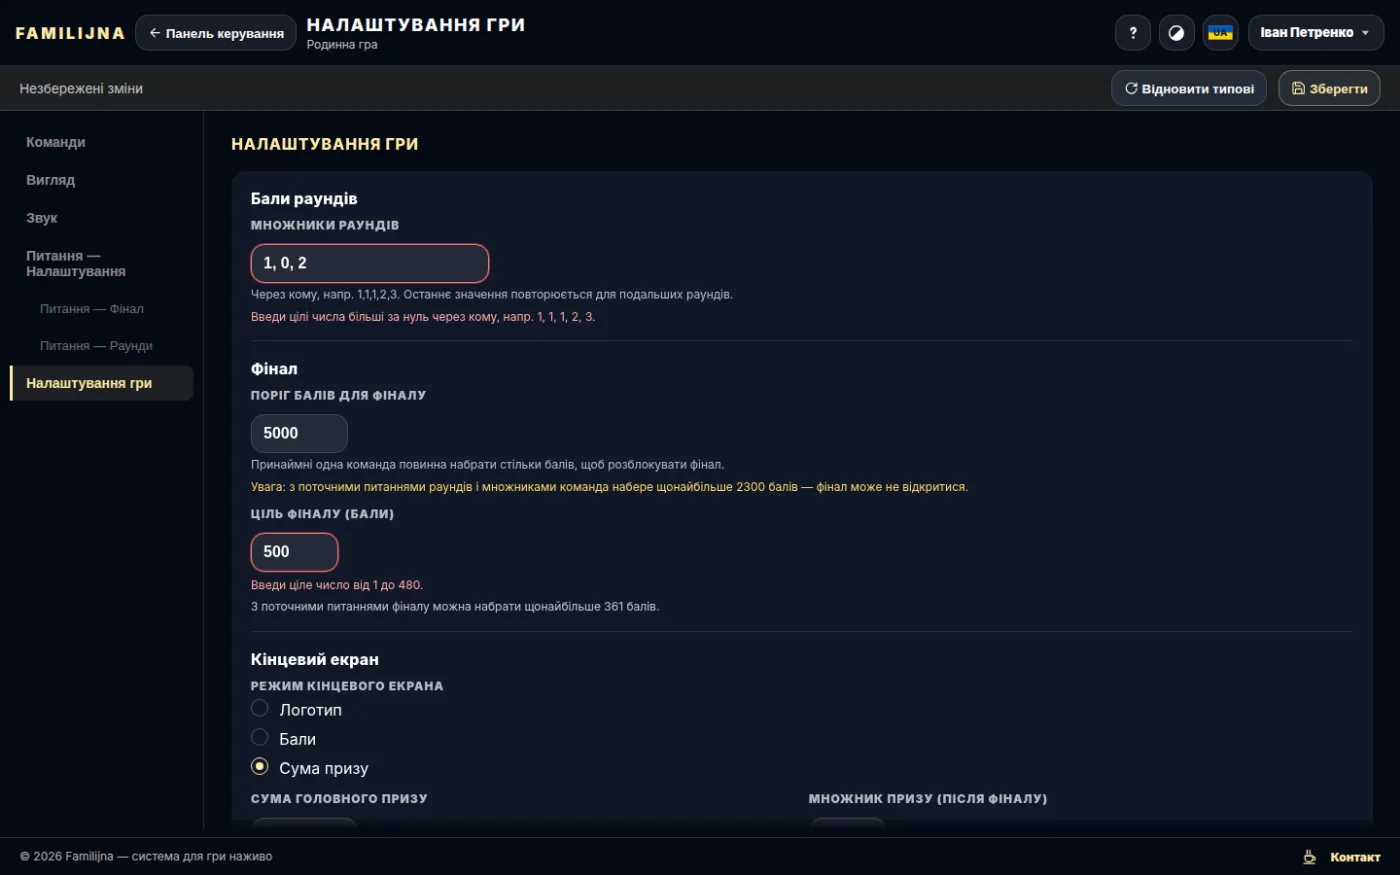 FAMILIJNA
← Панель керування
НАЛАШТУВАННЯ ГРИ
Родинна гра
?
UA
Іван Петренко
Незбережені зміни
Відновити типові
Зберегти
Команди
Вигляд
Звук
Питання —
Налаштування
Питання — Фінал
Питання — Раунди
Налаштування гри
НАЛАШТУВАННЯ ГРИ
Бали раундів
МНОЖНИКИ РАУНДІВ
1, 0, 2
Через кому, напр. 1,1,1,2,3. Останнє значення повторюється для подальших раундів.
Введи цілі числа більші за нуль через кому, напр. 1, 1, 1, 2, 3.
Фінал
ПОРІГ БАЛІВ ДЛЯ ФІНАЛУ
5000
Принаймні одна команда повинна набрати стільки балів, щоб розблокувати фінал.
Увага: з поточними питаннями раундів і множниками команда набере щонайбільше 2300 балів — фінал може не відкритися.
ЦІЛЬ ФІНАЛУ (БАЛИ)
500
Введи ціле число від 1 до 480.
З поточними питаннями фіналу можна набрати щонайбільше 361 балів.
Кінцевий екран
РЕЖИМ КІНЦЕВОГО ЕКРАНА
Логотип
Бали
Сума призу
СУМА ГОЛОВНОГО ПРИЗУ
МНОЖНИК ПРИЗУ (ПІСЛЯ ФІНАЛУ)
© 2026 Familijna — система для гри наживо
Контакт